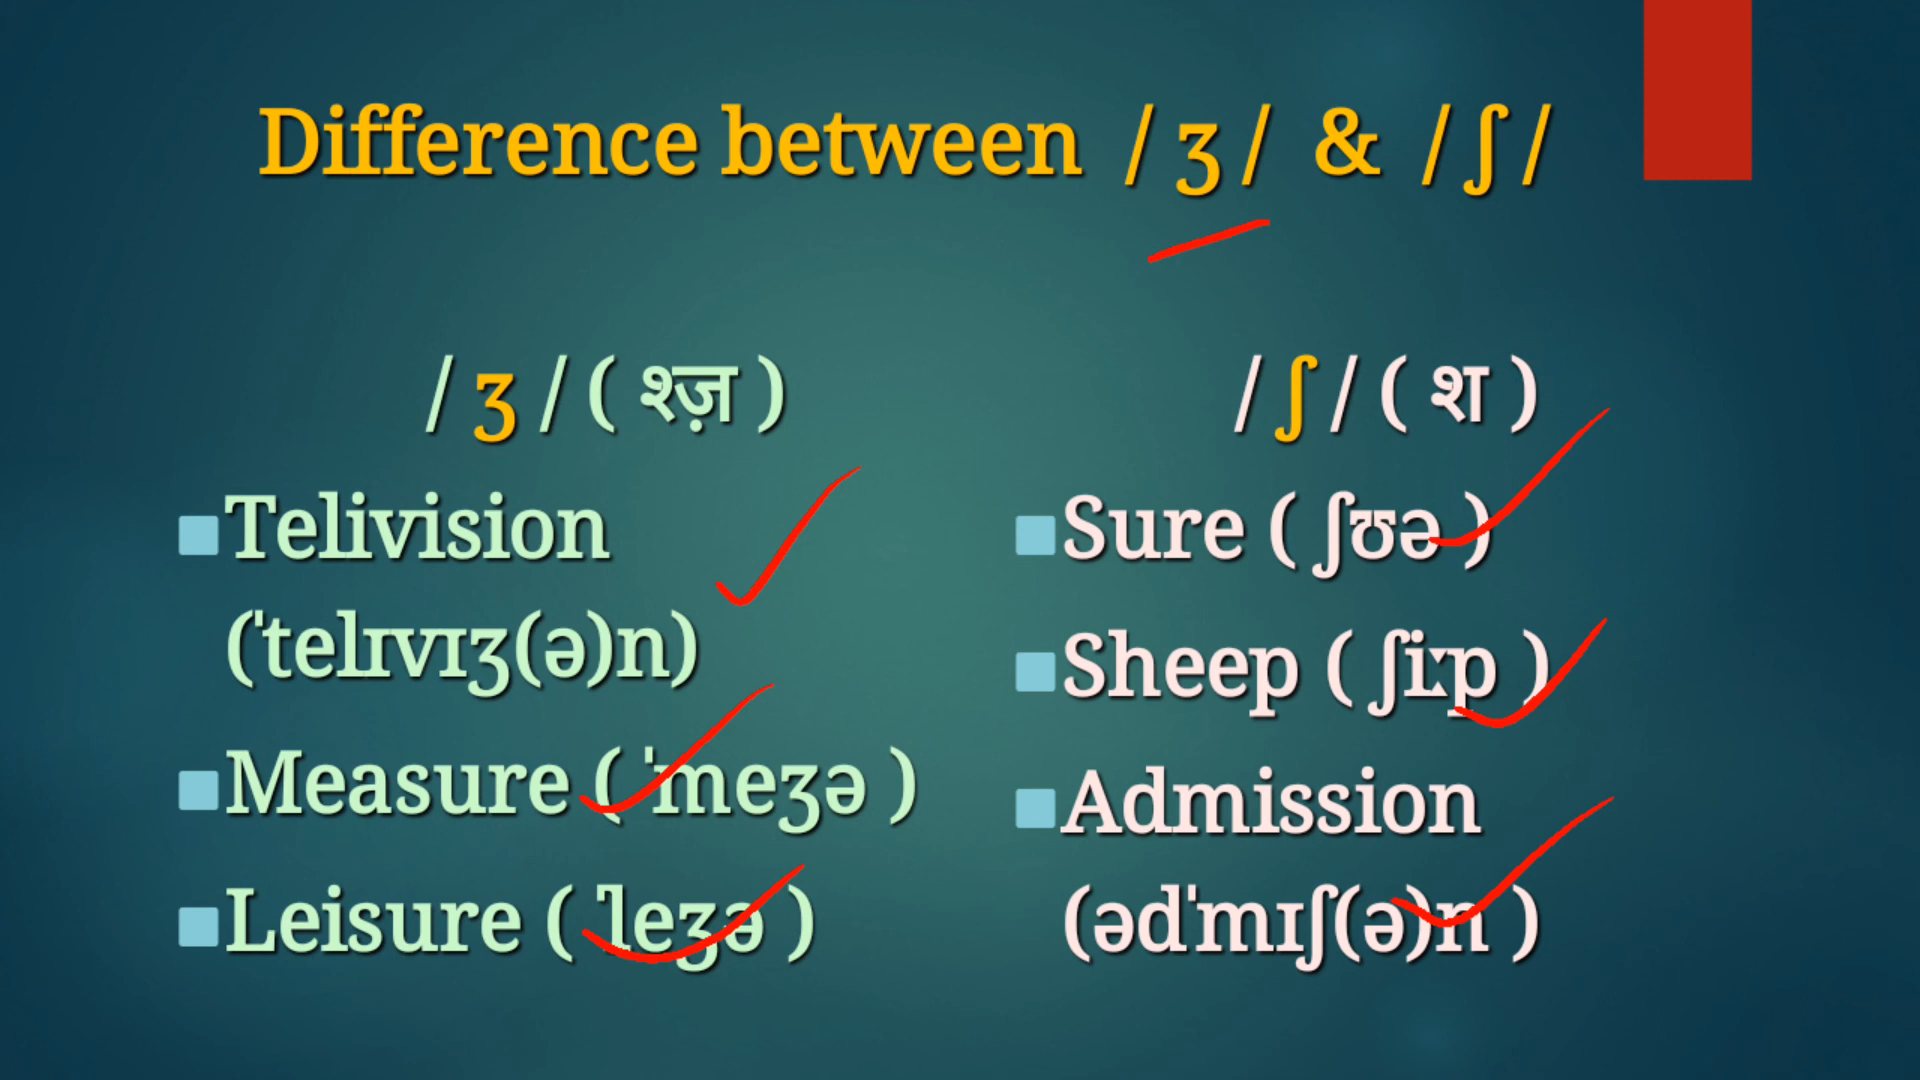 Difference between / ʒ / & / ʃ /
/ ʒ / ( श्ज़ )
Telivision
(ˈtelɪvɪʒ(ə)n)
Measure ( ˈmeʒə )
Leisure ( ˈleʒə )
/ ʃ / ( श )
Sure ( ʃʊə )
Sheep ( ʃiːp )
Admission
(ədˈmɪʃ(ə)n )